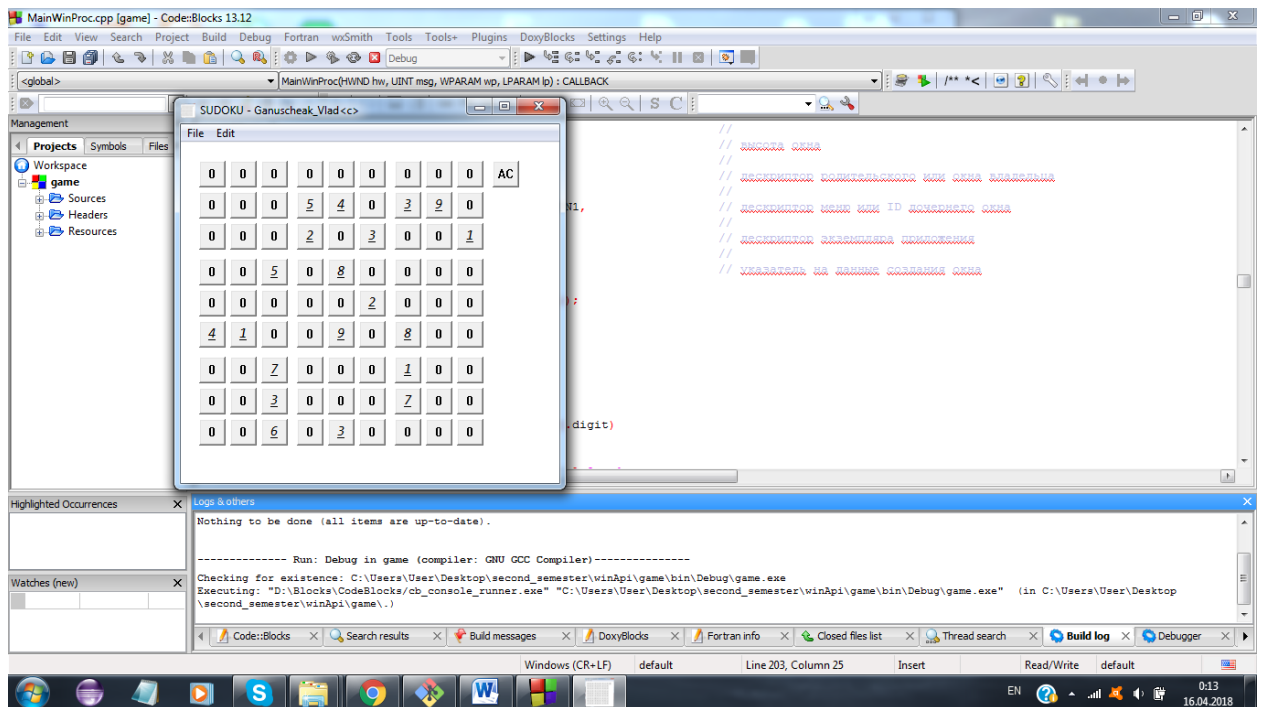 MainWinProc.cpp [game] - Code::Blocks 13.12
File Edit View Search Project Build Debug Fortran wxSmith Tools Tools+ Plugins DoxyBlocks Settings Help
Debug
<global>
MainWinProc(HWND hw, UINT msg, WPARAM wp, LPARAM lp) : CALLBACK
/** *<
S C
Management
Projects Symbols Files
Workspace
game
Sources
Headers
Resources
SUDOKU - Ganuscheak_Vlad<c>
File Edit
0 0 0 0 0 0 0 0 0 AC
0 0 0 5 4 0 3 9 0
0 0 0 2 0 3 0 0 1
0 0 5 0 8 0 0 0 0
0 0 0 0 0 2 0 0 0
4 1 0 0 9 0 8 0 0
0 0 7 0 0 0 1 0 0
0 0 3 0 0 0 7 0 0
0 0 6 0 3 0 0 0 0
//
// высота окна
//
// дескриптор родительского или окна владельца
//
N1, // дескриптор меню или ID дочернего окна
//
// дескриптор экземпляра приложения
//
// указатель на данные создания окна
);
.digit)
Highlighted Occurrences
Watches (new)
Logs & others
Nothing to be done (all items are up-to-date).
-------------- Run: Debug in game (compiler: GNU GCC Compiler)---------------
Checking for existence: C:\Users\User\Desktop\second_semester\winApi\game\bin\Debug\game.exe
Executing: "D:\Blocks\CodeBlocks/cb_console_runner.exe" "C:\Users\User\Desktop\second_semester\winApi\game\bin\Debug\game.exe"  (in C:\Users\User\Desktop
\second_semester\winApi\game\.)
Code::Blocks Search results Build messages DoxyBlocks Fortran info Closed files list Thread search Build log Debugger
Windows (CR+LF) default Line 203, Column 25 Insert Read/Write default
EN 0:13
16.04.2018